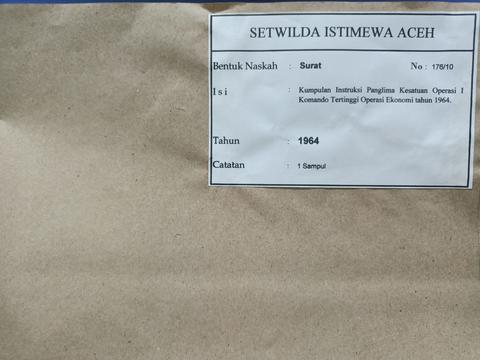 SETWILDA ISTIMEWA ACEH
Bentuk Naskah : Surat No : 176/10
Isi : Kumpulan Instruksi Panglima Kesatuan Operasi I
Komando Tertinggi Operasi Ekonomi tahun 1964.
Tahun : 1964
Catatan : 1 Sampul